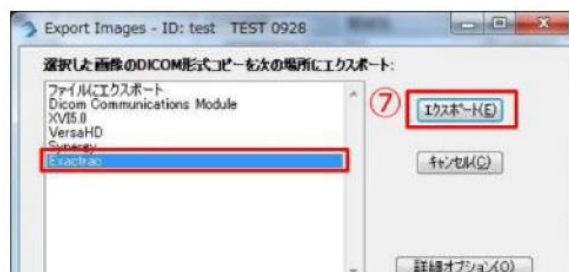 Export Images - ID: test TEST 0928
選択した画像のDICOM形式コピーを次の場所にエクスポート:
ファイルにエクスポート
Dicom Communications Module
XVI5.0
VersaHD
Synergy
Exactrac
⑦
エクスポート(E)
キャンセル(C)
詳細オプション(O)